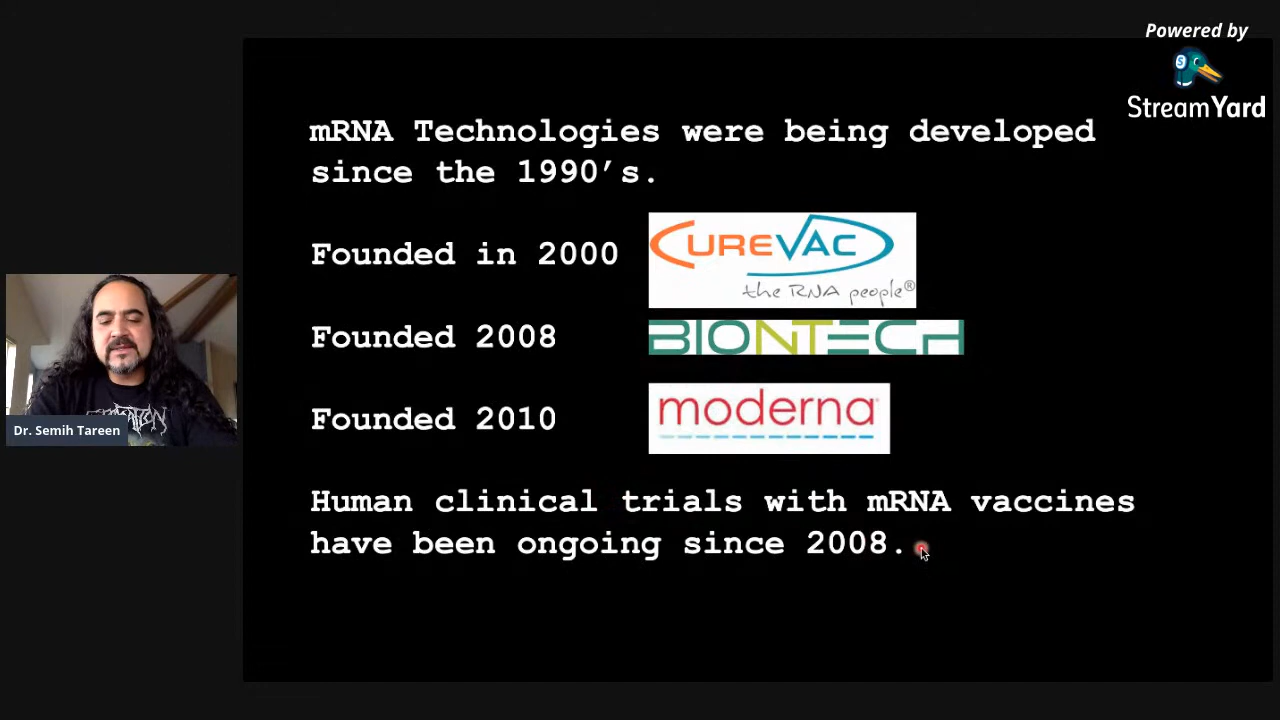 Powered by
StreamYard
mRNA Technologies were being developed
since the 1990’s.
Founded in 2000
CUREVAC
the RNA people®
Founded 2008
BIONTECH
Founded 2010
moderna
Human clinical trials with mRNA vaccines
have been ongoing since 2008.
Dr. Semih Tareen